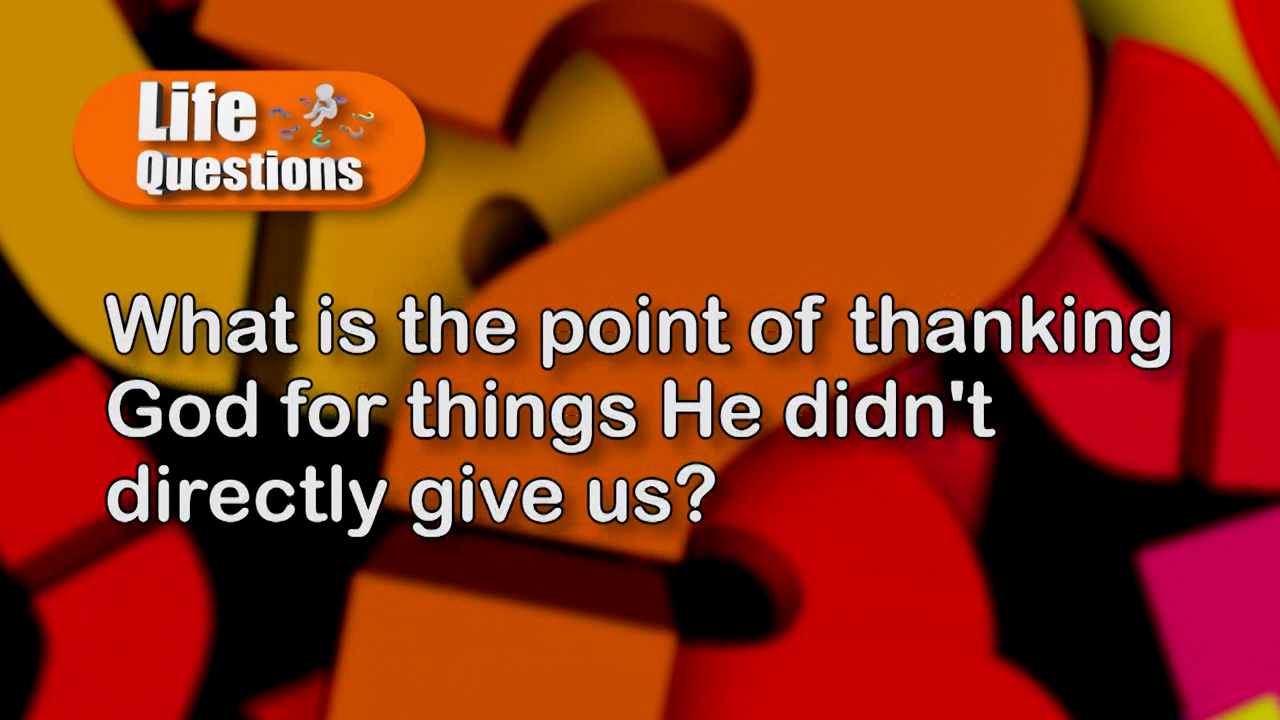 Life
Questions
What is the point of thanking
God for things He didn't
directly give us?